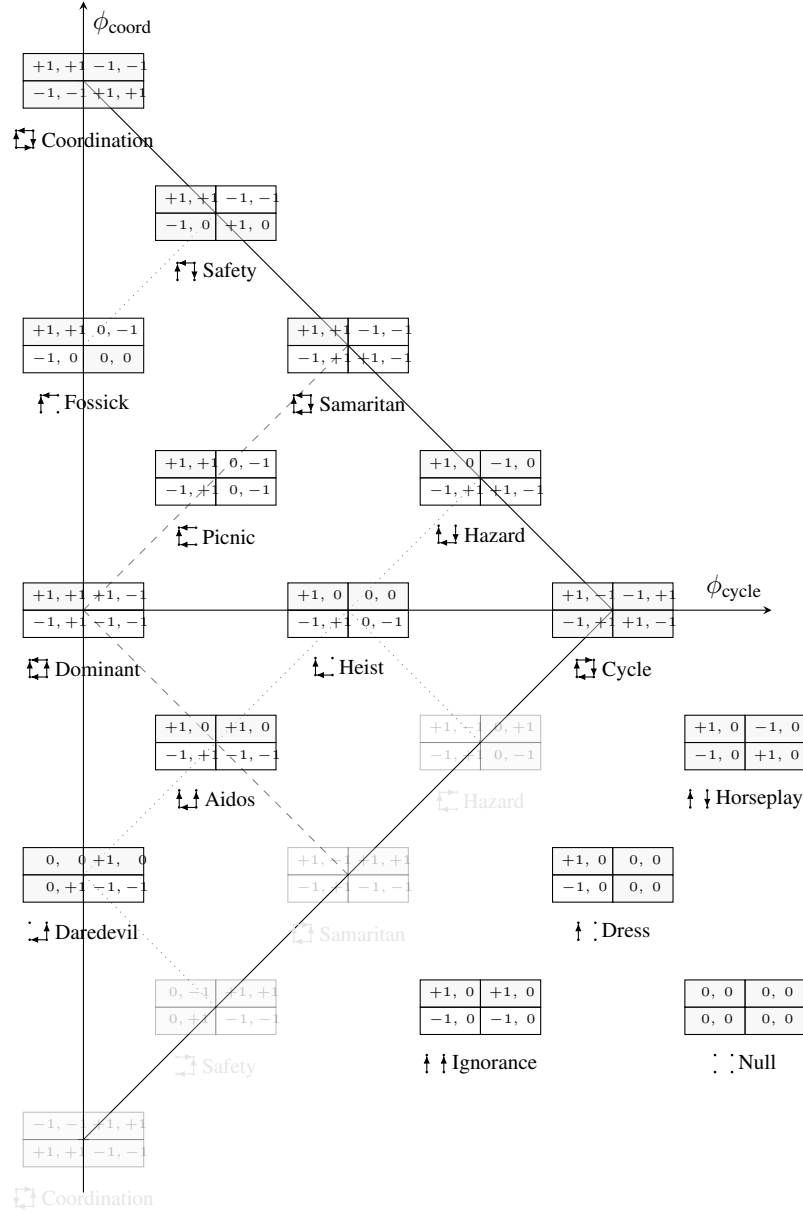 ϕcoord
+1, +1 −1, −1
−1, −1 +1, +1
Coordination
+1, +1 −1, −1
−1, 0 +1, 0
Safety
+1, +1 0, −1
−1, 0 0, 0
Fossick
+1, +1 −1, −1
−1, +1 +1, −1
Samaritan
+1, +1 0, −1
−1, +1 0, −1
Picnic
+1, 0 −1, 0
−1, +1 +1, −1
Hazard
ϕcycle
+1, +1 +1, −1
−1, +1 −1, −1
Dominant
+1, 0 0, 0
−1, +1 0, −1
Heist
+1, −1 −1, +1
−1, +1 +1, −1
Cycle
+1, 0 +1, 0
−1, +1 −1, −1
Aidos
+1, −1 0, +1
−1, +1 0, −1
Hazard
+1, 0 −1, 0
−1, 0 +1, 0
Horseplay
0, 0 +1, 0
0, +1 −1, −1
Daredevil
+1, −1 +1, +1
−1, +1 −1, −1
Samaritan
+1, 0 0, 0
−1, 0 0, 0
Dress
0, −1 +1, +1
0, +1 −1, −1
Safety
+1, 0 +1, 0
−1, 0 −1, 0
Ignorance
0, 0 0, 0
0, 0 0, 0
Null
−1, −1 +1, +1
+1, +1 −1, −1
Coordination